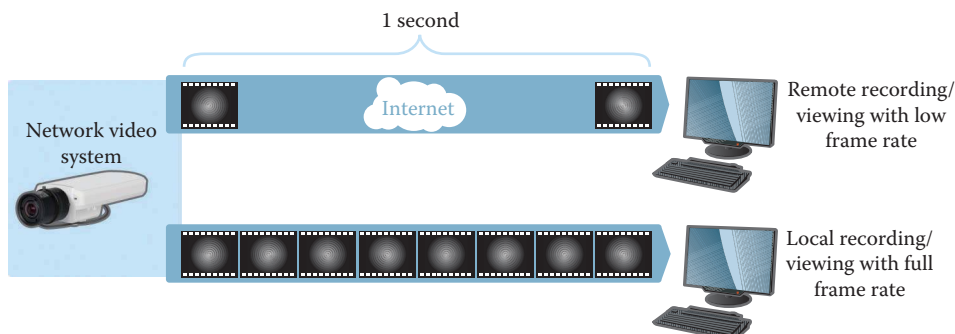 1 second
Network video
system
Internet
Remote recording/
viewing with low
frame rate
Local recording/
viewing with full
frame rate